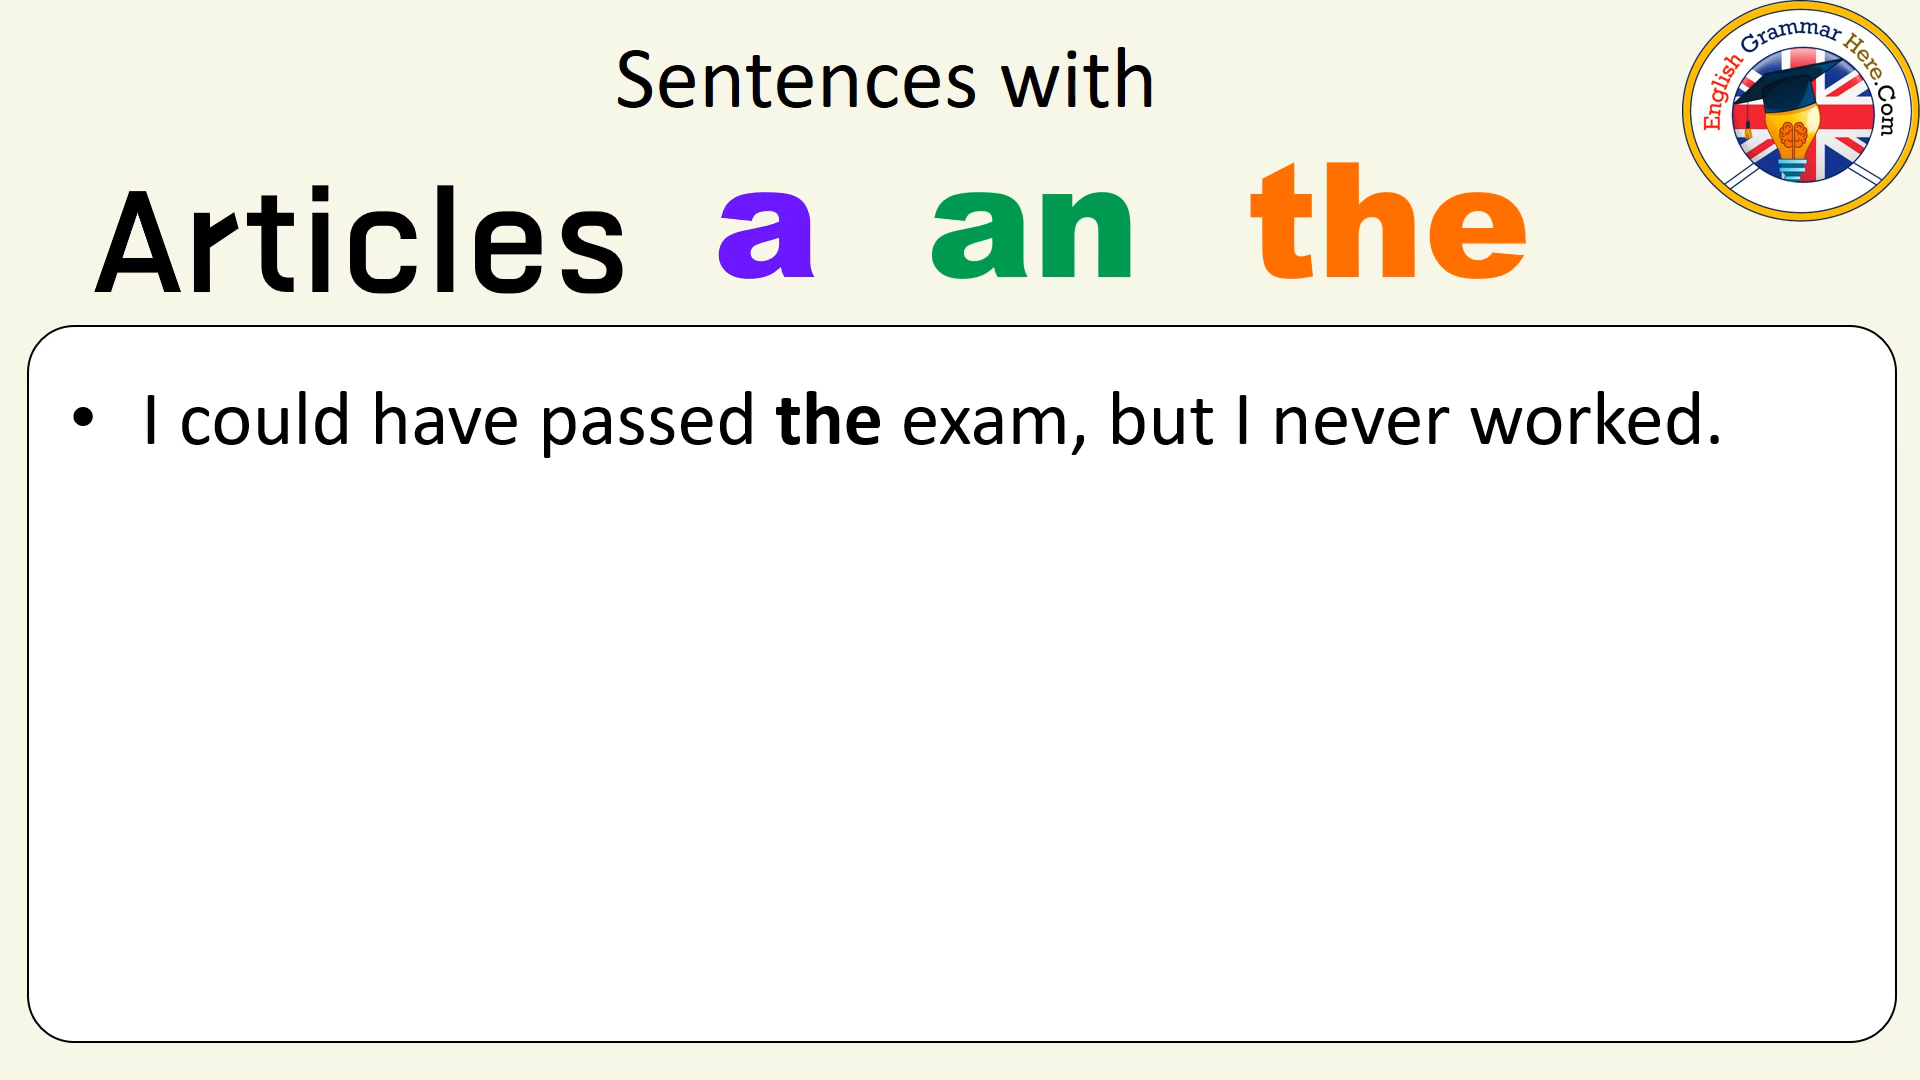 Sentences with
English Grammar Here.Com
Articles a an the
• I could have passed the exam, but I never worked.